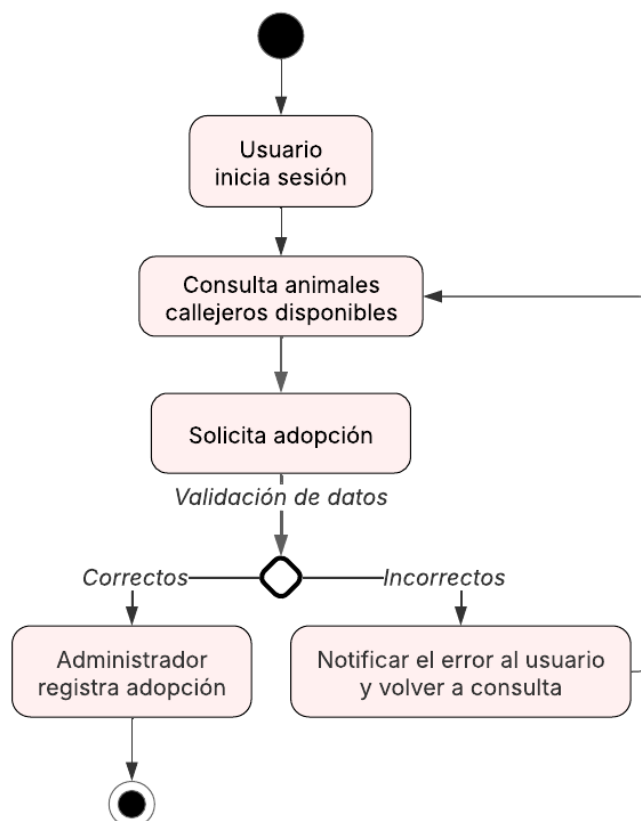 Usuario
inicia sesión
Consulta animales
callejeros disponibles
Solicita adopción
Validación de datos
Correctos
Incorrectos
Administrador
registra adopción
Notificar el error al usuario
y volver a consulta